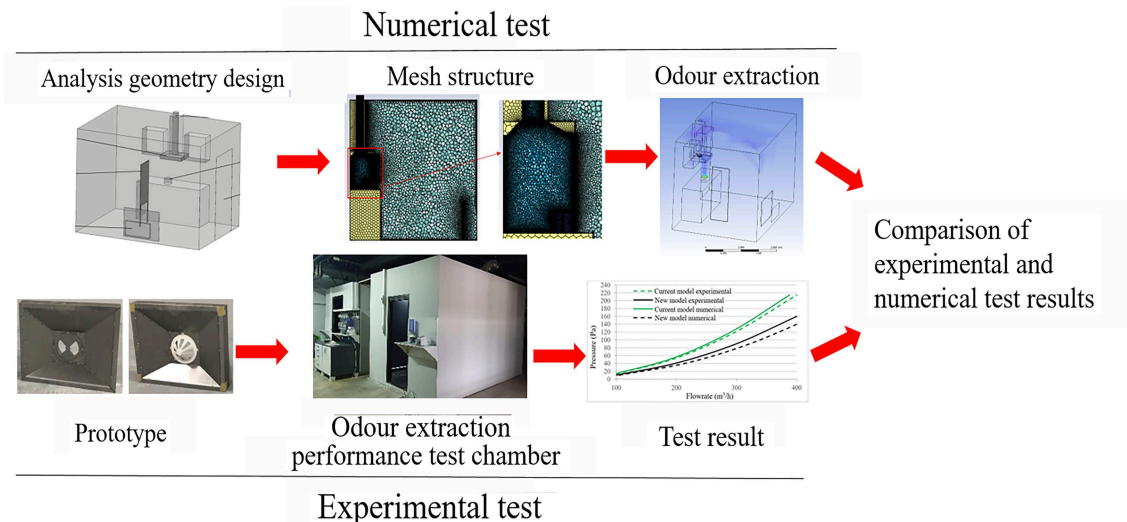 Numerical test
Analysis geometry design
Mesh structure
Odour extraction
Comparison of
experimental and
numerical test results
240
220
200
180
160
140
120
100
80
60
40
20
0
Pressure (Pa)
Current model experimental
New model experimental
Current model numerical
New model numerical
100
200
300
400
Flowrate (m³/h)
Prototype
Odour extraction
performance test chamber
Test result
Experimental test